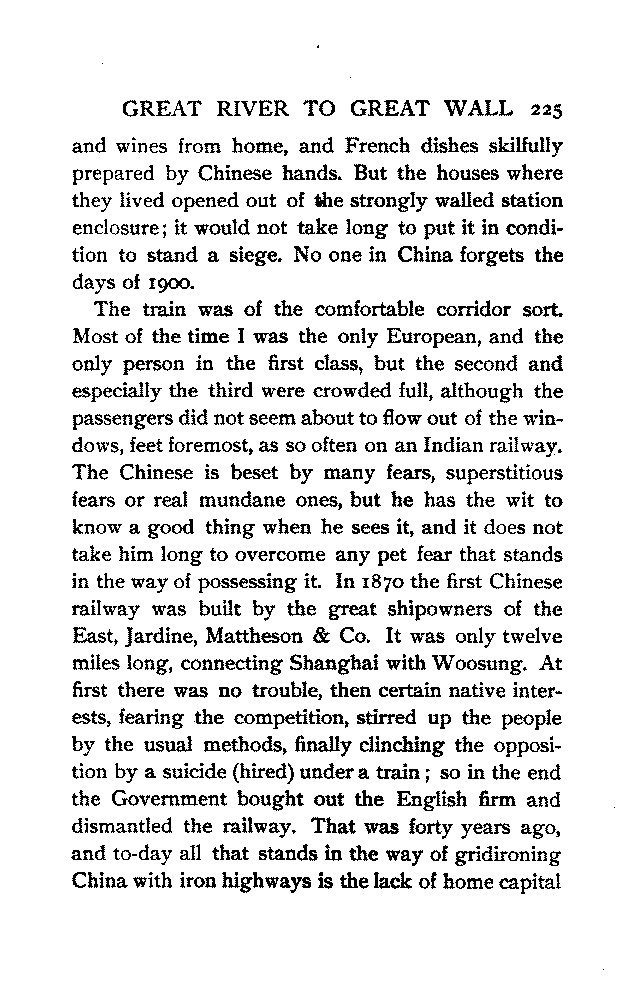 GREAT RIVER TO GREAT WALL 225
and wines from home, and French dishes skilfully
prepared by Chinese hands. But the houses where
they lived opened out of the strongly walled station
enclosure; it would not take long to put it in condi-
tion to stand a siege. No one in China forgets the
days of 1900.
The train was of the comfortable corridor sort.
Most of the time I was the only European, and the
only person in the first class, but the second and
especially the third were crowded full, although the
passengers did not seem about to flow out of the win-
dows, feet foremost, as so often on an Indian railway.
The Chinese is beset by many fears, superstitious
fears or real mundane ones, but he has the wit to
know a good thing when he sees it, and it does not
take him long to overcome any pet fear that stands
in the way of possessing it. In 1870 the first Chinese
railway was built by the great shipowners of the
East, Jardine, Mattheson & Co. It was only twelve
miles long, connecting Shanghai with Woosung. At
first there was no trouble, then certain native inter-
ests, fearing the competition, stirred up the people
by the usual methods, finally clinching the opposi-
tion by a suicide (hired) under a train; so in the end
the Government bought out the English firm and
dismantled the railway. That was forty years ago,
and to-day all that stands in the way of gridironing
China with iron highways is the lack of home capital